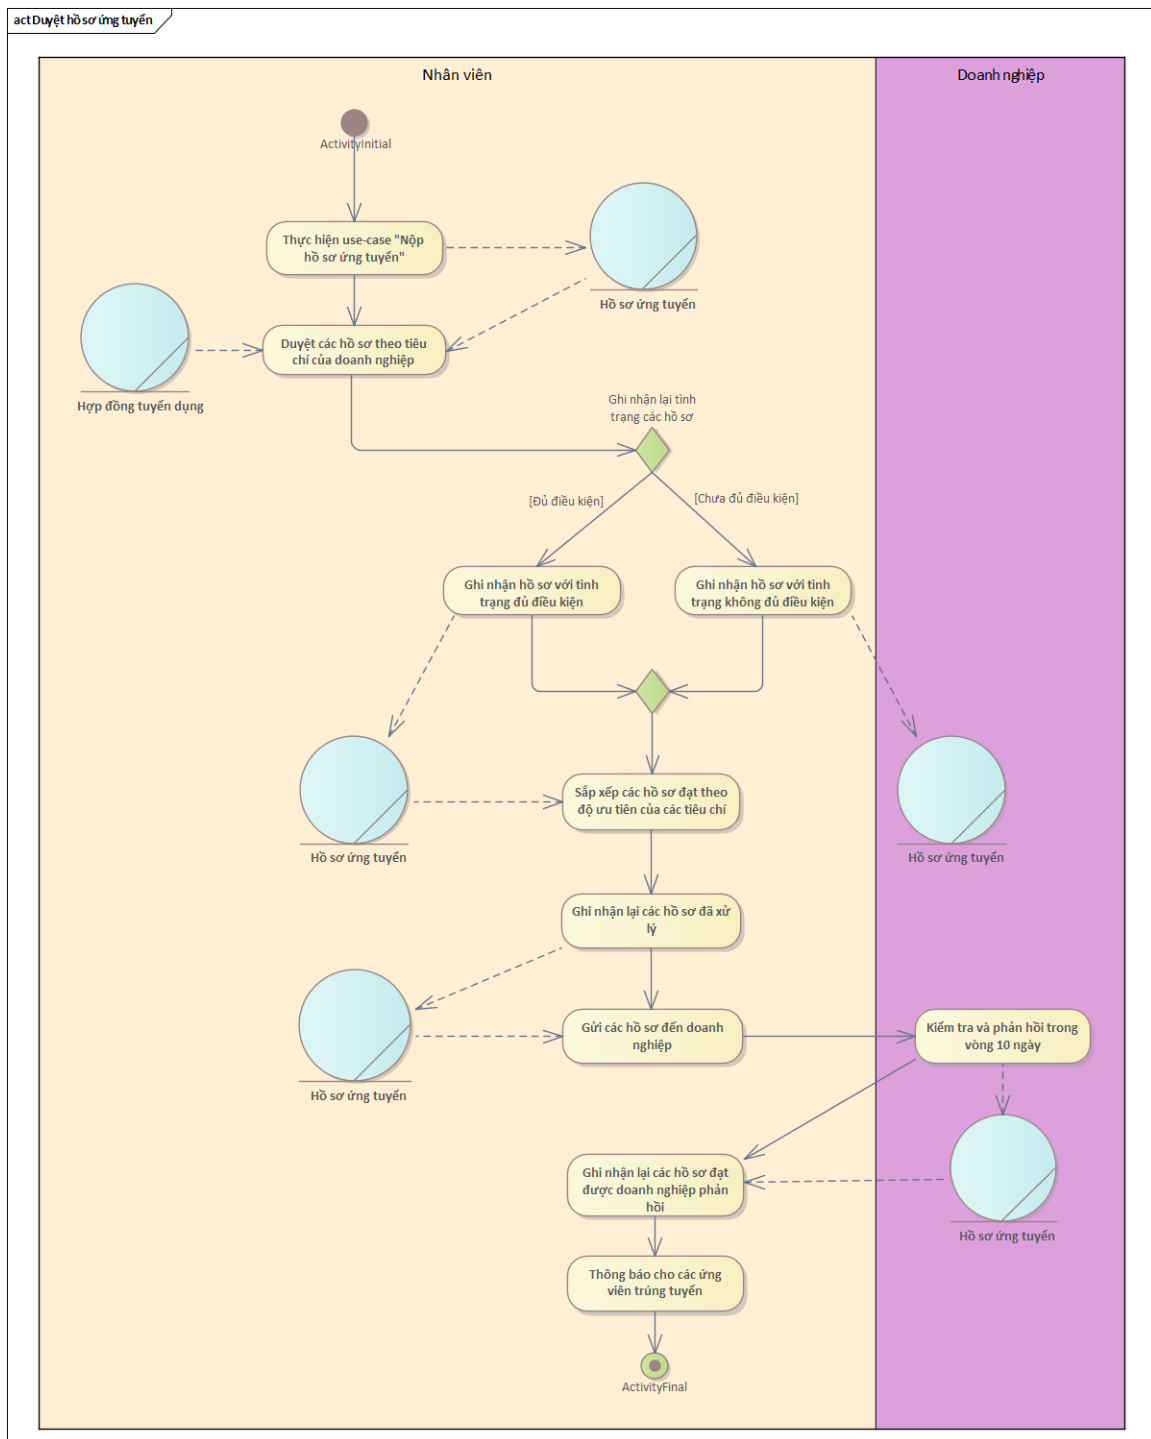 act Duyệt hồ sơ ứng tuyển
Nhân viên
Doanh nghiệp
ActivityInitial
Thực hiện use-case "Nộp
hồ sơ ứng tuyển"
Hồ sơ ứng tuyển
Duyệt các hồ sơ theo tiêu
chí của doanh nghiệp
Hợp đồng tuyển dụng
Ghi nhận lại tình
trạng các hồ sơ
[Đủ điều kiện]
[Chưa đủ điều kiện]
Ghi nhận hồ sơ với tình
trạng đủ điều kiện
Ghi nhận hồ sơ với tình
trạng không đủ điều kiện
Sắp xếp các hồ sơ đạt theo
độ ưu tiên của các tiêu chí
Hồ sơ ứng tuyển
Hồ sơ ứng tuyển
Ghi nhận lại các hồ sơ đã xử
lý
Gửi các hồ sơ đến doanh
nghiệp
Kiểm tra và phản hồi trong
vòng 10 ngày
Hồ sơ ứng tuyển
Ghi nhận lại các hồ sơ đạt
được doanh nghiệp phản
hồi
Hồ sơ ứng tuyển
Thông báo cho các ứng
viên trúng tuyển
ActivityFinal